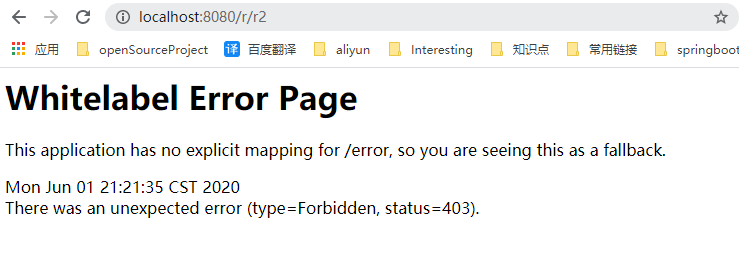 localhost:8080/r/r2
应用 openSourceProject 译 百度翻译 aliyun Interesting 知识点 常用链接 springboot
Whitelabel Error Page
This application has no explicit mapping for /error, so you are seeing this as a fallback.
Mon Jun 01 21:21:35 CST 2020
There was an unexpected error (type=Forbidden, status=403).